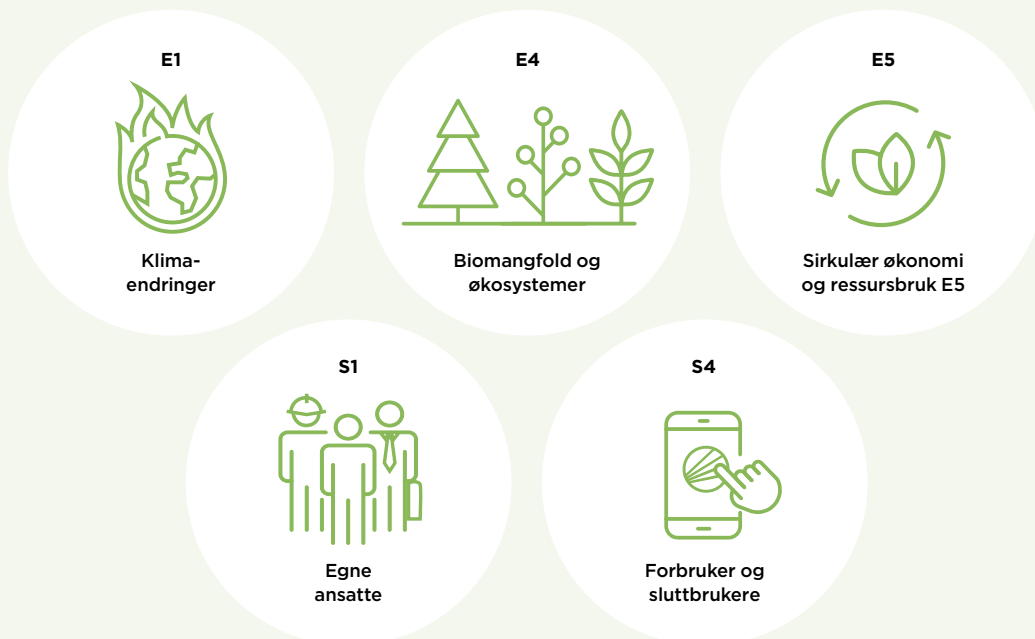 E1
Klima-
endringer
E4
Biomangfold og
økosystemer
E5
Sirkulær økonomi
og ressursbruk E5
S1
Egne
ansatte
S4
Forbruker og
sluttbrukere